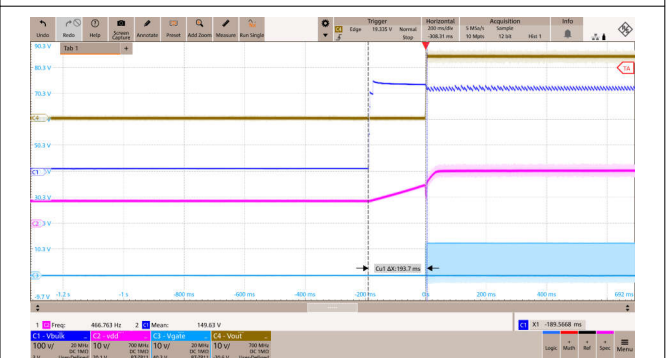 Undo Redo Help Screen Capture Annotate Preset Add Zoom Measure Run Single
Trigger Horizontal Acquisition Info
C1 Edge 19.335 V Normal 200 ms/div 5 MSo/s Sample
Stop -308.31 ms 10 Mpts 12 bit Hist 1
90.3 V Tab 1 +
80.3 V
TA
70.3 V
C4 V
50.3 V
C1 V
30.3 V
C2 3 V
10.3 V
C3
-9.7 V -1.2 s -1 s -800 ms -600 ms -400 ms -200 ms 0 s 200 ms 400 ms 692 ms
Cu1 ΔX:193.7 ms
1 C2 Freq: 466.763 Hz 2 C1 Mean: 149.83 V
C1 X1 -189.5668 ms
C1 - Vbulk C2 - vdd C3 - Vgate C4 - Vout
100 V/ 20 MHz 10 V/ 700 MHz 10 V/ 700 MHz 10 V/ 20 MHz
DC 1MΩ DC 1MΩ DC 1MΩ DC 1MΩ
Logic Math Ref Spec Menu